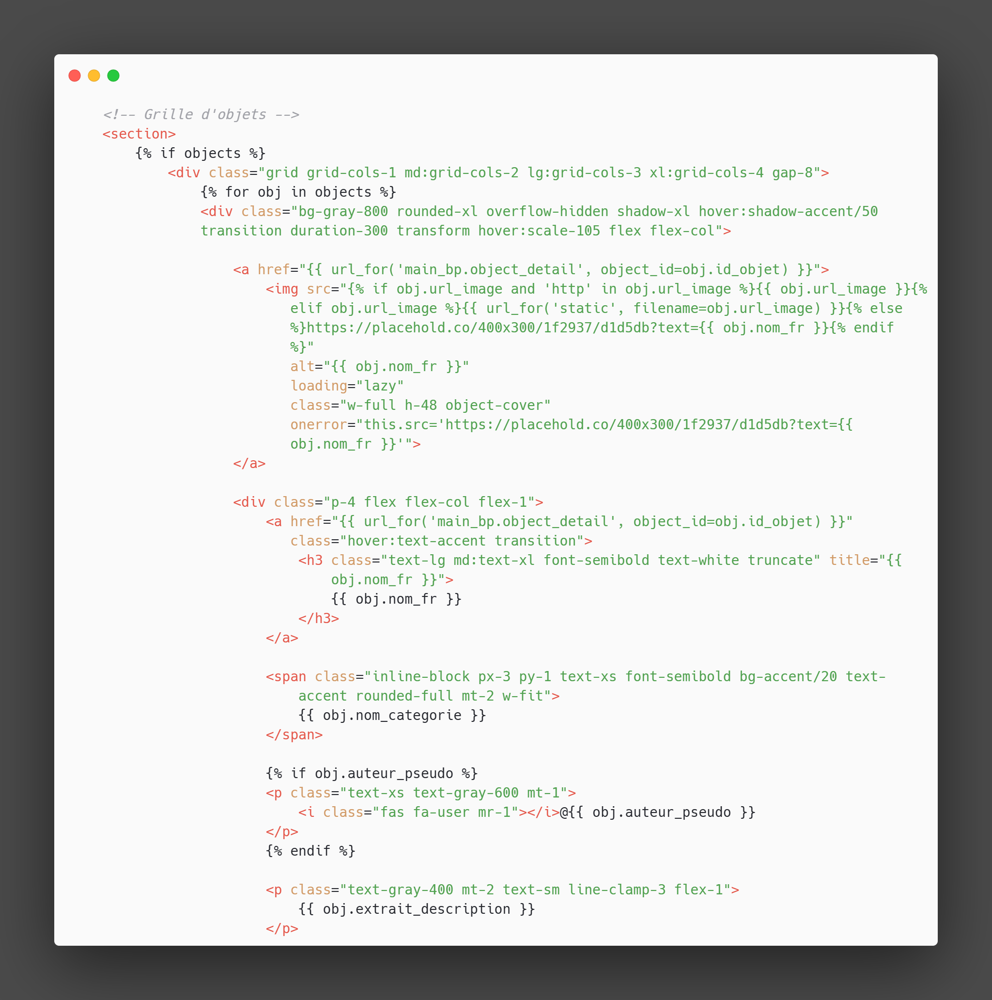 <!-- Grille d'objets -->
<section>
{% if objects %}
<div class="grid grid-cols-1 md:grid-cols-2 lg:grid-cols-3 xl:grid-cols-4 gap-8">
{% for obj in objects %}
<div class="bg-gray-800 rounded-xl overflow-hidden shadow-xl hover:shadow-accent/50
transition duration-300 transform hover:scale-105 flex flex-col">
<a href="{{ url_for('main_bp.object_detail', object_id=obj.id_objet) }}">
<img src="{% if obj.url_image and 'http' in obj.url_image %}{{ obj.url_image }}{%
elif obj.url_image %}{{ url_for('static', filename=obj.url_image) }}{% else
%}https://placehold.co/400x300/1f2937/d1d5db?text={{ obj.nom_fr }}{% endif
%}"
alt="{{ obj.nom_fr }}"
loading="lazy"
class="w-full h-48 object-cover"
onerror="this.src='https://placehold.co/400x300/1f2937/d1d5db?text={{
obj.nom_fr }}'">
</a>
<div class="p-4 flex flex-col flex-1">
<a href="{{ url_for('main_bp.object_detail', object_id=obj.id_objet) }}"
class="hover:text-accent transition">
<h3 class="text-lg md:text-xl font-semibold text-white truncate" title="{{
obj.nom_fr }}">
{{ obj.nom_fr }}
</h3>
</a>
<span class="inline-block px-3 py-1 text-xs font-semibold bg-accent/20 text-
accent rounded-full mt-2 w-fit">
{{ obj.nom_categorie }}
</span>
{% if obj.auteur_pseudo %}
<p class="text-xs text-gray-600 mt-1">
<i class="fas fa-user mr-1"></i>@{{ obj.auteur_pseudo }}
</p>
{% endif %}
<p class="text-gray-400 mt-2 text-sm line-clamp-3 flex-1">
{{ obj.extrait_description }}
</p>